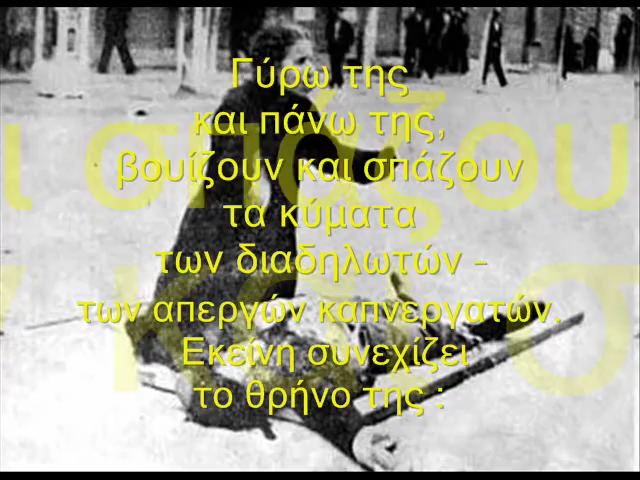 Γύρω της
και πάνω της,
βουίζουν και σπάζουν
τα κύματα
των διαδηλωτών -
των απεργών καπνεργατών.
Εκείνη συνεχίζει
το θρήνο της :